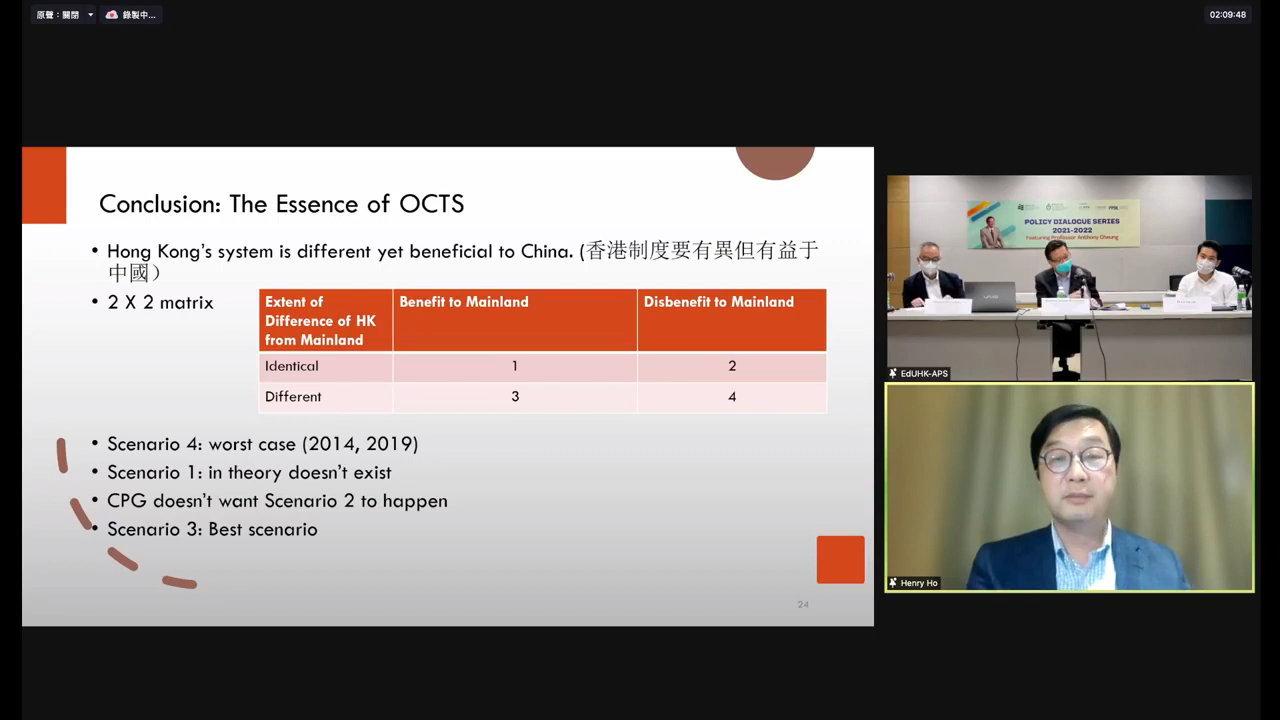 原聲：關閉
錄製中...
02:09:48
Conclusion: The Essence of OCTS
• Hong Kong's system is different yet beneficial to China. (香港制度要有異但有益于
中國）
• 2 X 2 matrix
Extent of
Difference of HK
from Mainland
Benefit to Mainland
Disbenefit to Mainland
Identical
1
2
Different
3
4
• Scenario 4: worst case (2014, 2019)
• Scenario 1: in theory doesn't exist
• CPG doesn't want Scenario 2 to happen
• Scenario 3: Best scenario
24
POLICY DIALOGUE SERIES
2021-2022
Featuring Professor Anthony Cheung
EdUHK-APS
Henry Ho